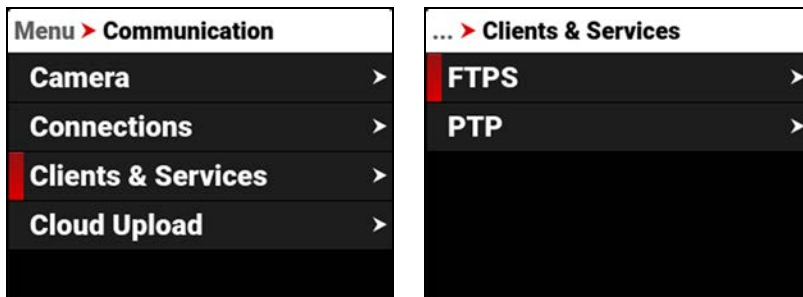 Menu > Communication
Camera
Connections
Clients & Services
Cloud Upload
... > Clients & Services
FTPS
PTP